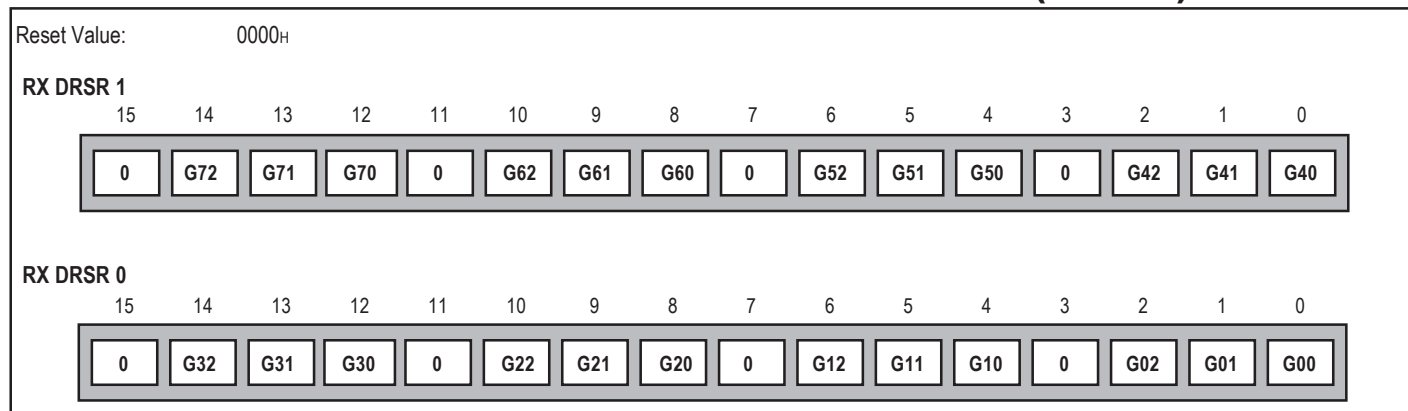 Reset Value: 0000H
RX DRSR 1
15 14 13 12 11 10 9 8 7 6 5 4 3 2 1 0
0 G72 G71 G70 0 G62 G61 G60 0 G52 G51 G50 0 G42 G41 G40
RX DRSR 0
15 14 13 12 11 10 9 8 7 6 5 4 3 2 1 0
0 G32 G31 G30 0 G22 G21 G20 0 G12 G11 G10 0 G02 G01 G00